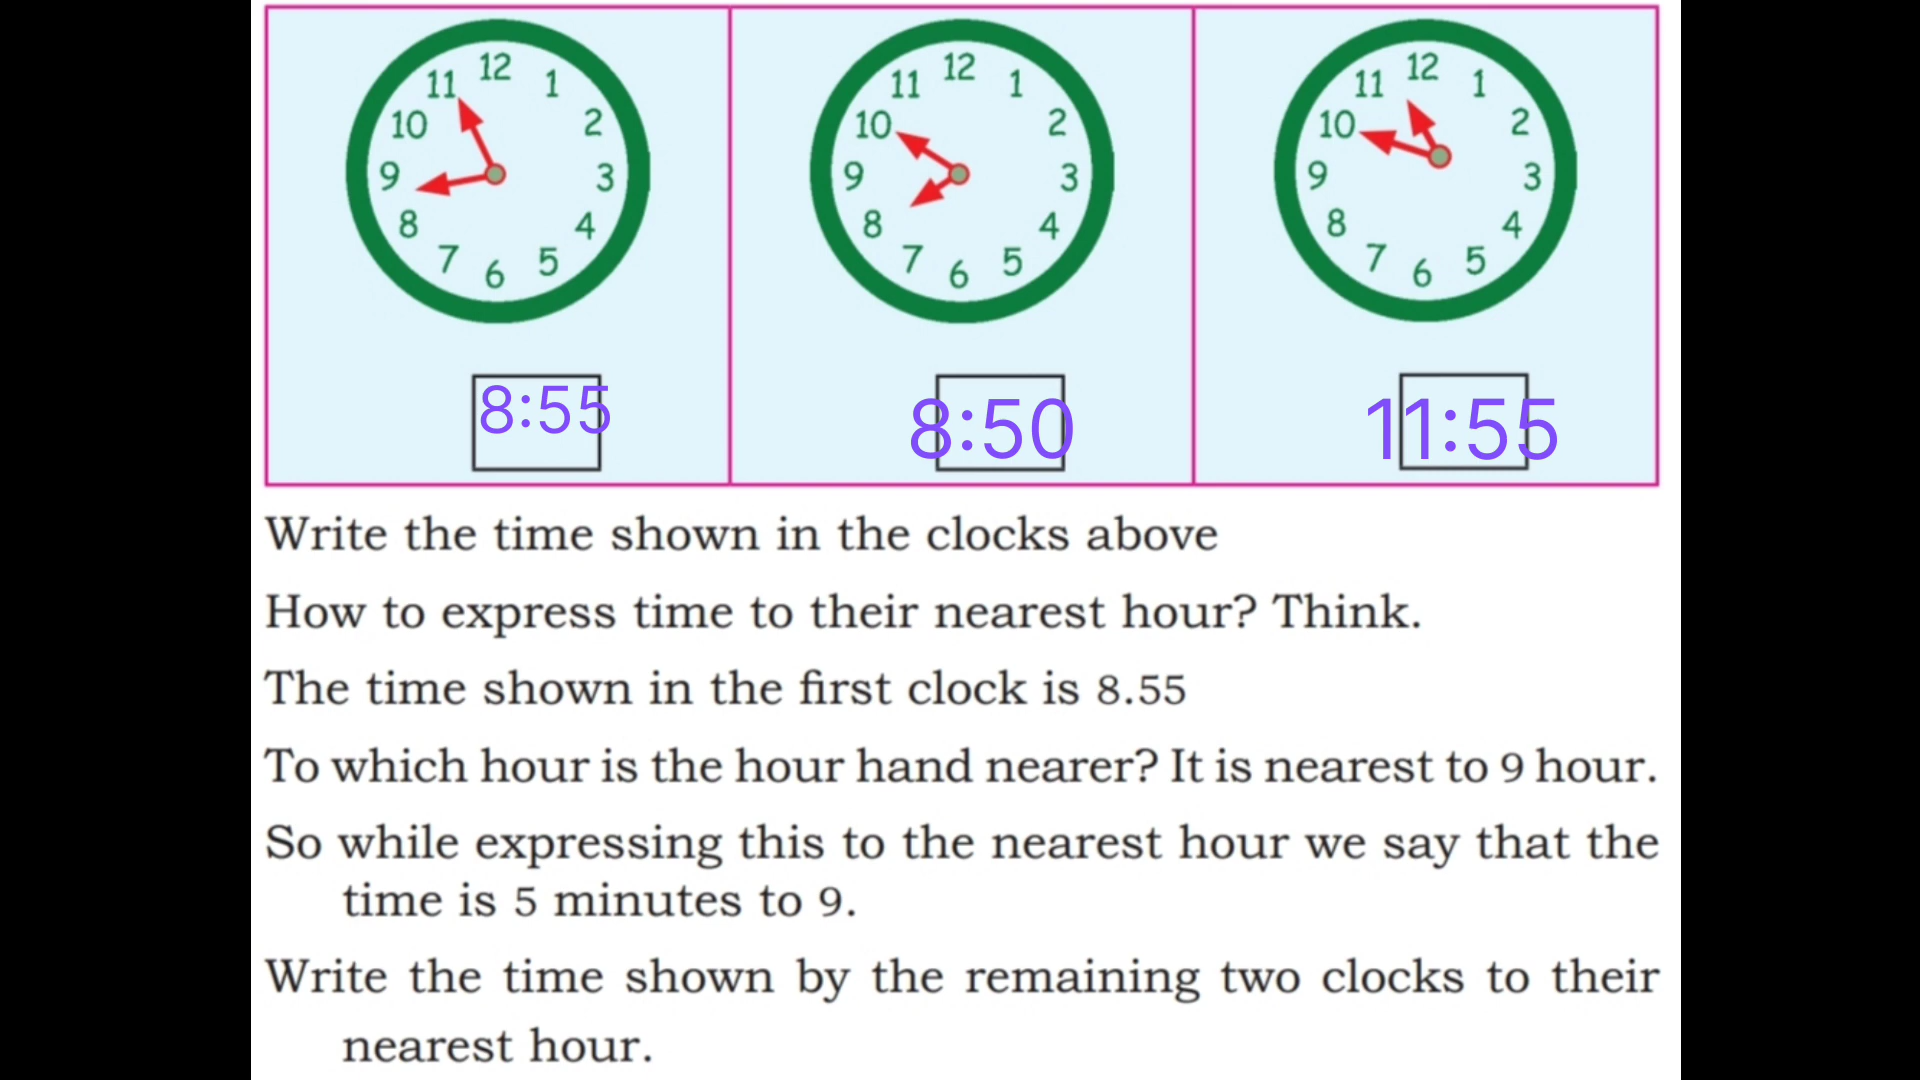 12
11 1
10 2
9 3
8 4
7 5
6
12
11 1
10 2
9 3
8 4
7 5
6
12
11 1
10 2
9 3
8 4
7 5
6
8:55 8:50 11:55
Write the time shown in the clocks above
How to express time to their nearest hour? Think.
The time shown in the first clock is 8.55
To which hour is the hour hand nearer? It is nearest to 9 hour.
So while expressing this to the nearest hour we say that the
time is 5 minutes to 9.
Write the time shown by the remaining two clocks to their
nearest hour.